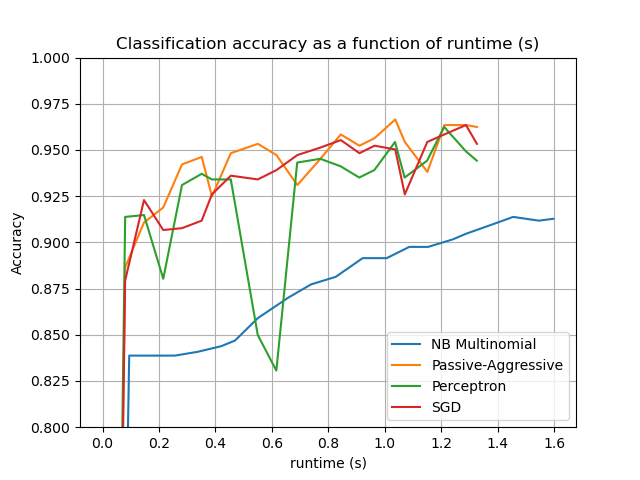 Classification accuracy as a function of runtime (s)
1.000
0.975
0.950
0.925
0.900
0.875
0.850
0.825
0.800
Accuracy
NB Multinomial
Passive-Aggressive
Perceptron
SGD
0.0 0.2 0.4 0.6 0.8 1.0 1.2 1.4 1.6
runtime (s)